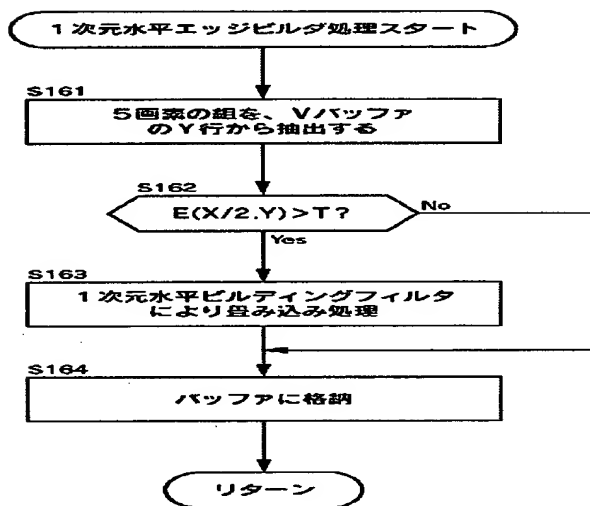 1次元水平エッジビルダ処理スタート
S161
5画素の組を、Vバッファ
のY行から抽出する
S162
E(X/2,Y)>T?
No
Yes
S163
1次元水平ビルディングフィルタ
により畳み込み処理
S164
バッファに格納
リターン